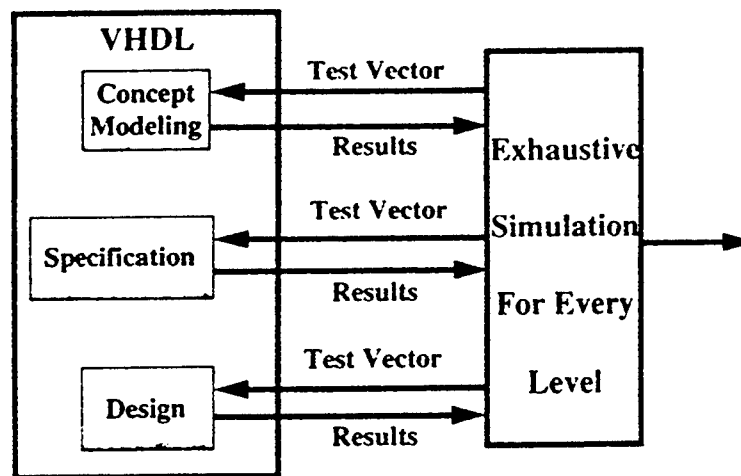 VHDL
Concept
Modeling
Test Vector
Results
Specification
Test Vector
Results
Design
Test Vector
Results
Exhaustive
Simulation
For Every
Level